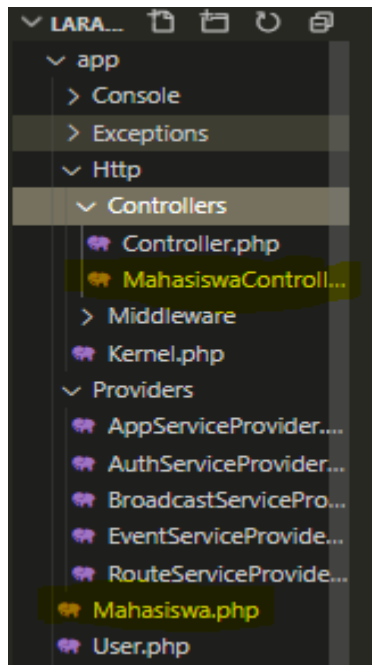 LARA...
app
Console
Exceptions
Http
Controllers
Controller.php
MahasiswaControll...
Middleware
Kernel.php
Providers
AppServiceProvider....
AuthServiceProvider...
BroadcastServicePro...
EventServiceProvide...
RouteServiceProvide...
Mahasiswa.php
User.php